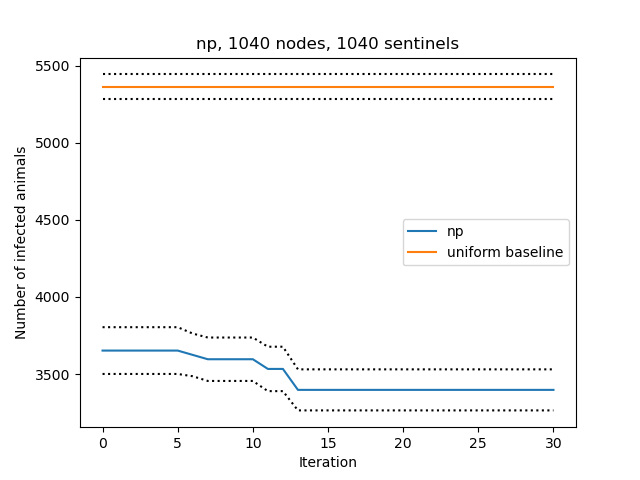 np, 1040 nodes, 1040 sentinels
Number of infected animals
5500
5000
4500
4000
3500
np
uniform baseline
0 5 10 15 20 25 30
Iteration